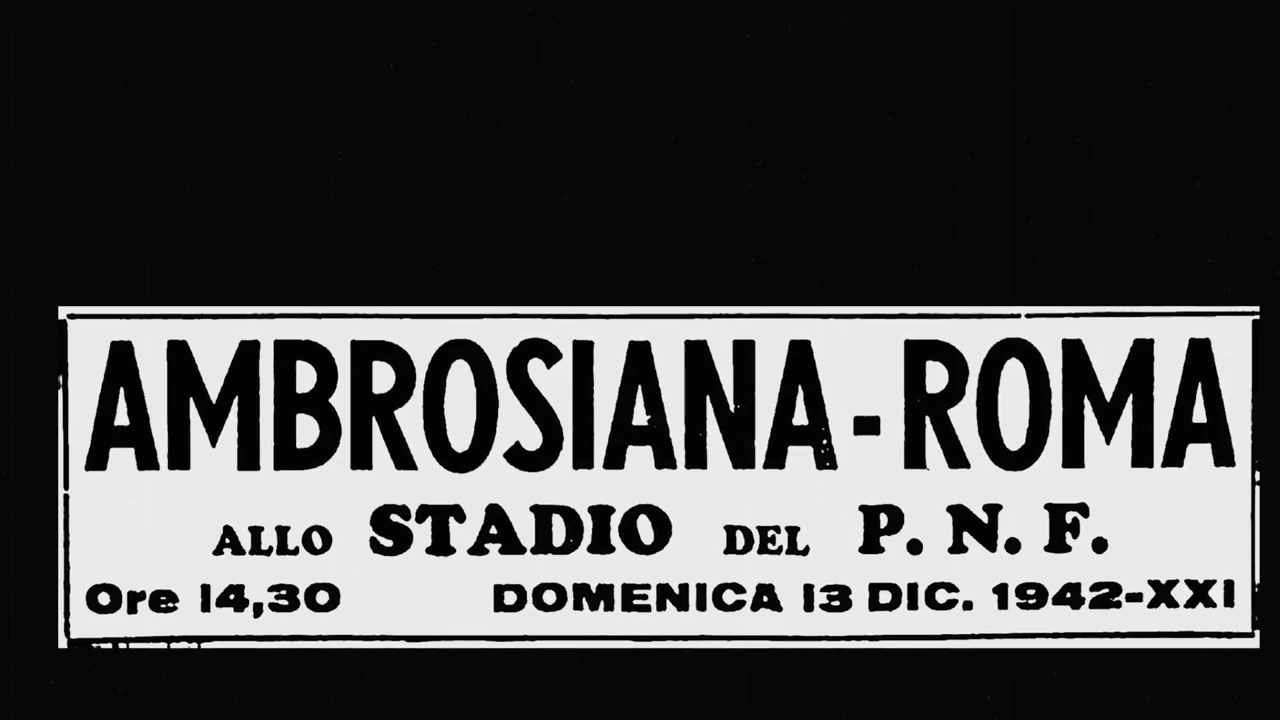 AMBROSIANA-ROMA
ALLO STADIO DEL P. N. F.
Ore 14,30 DOMENICA 13 DIC. 1942-XXI